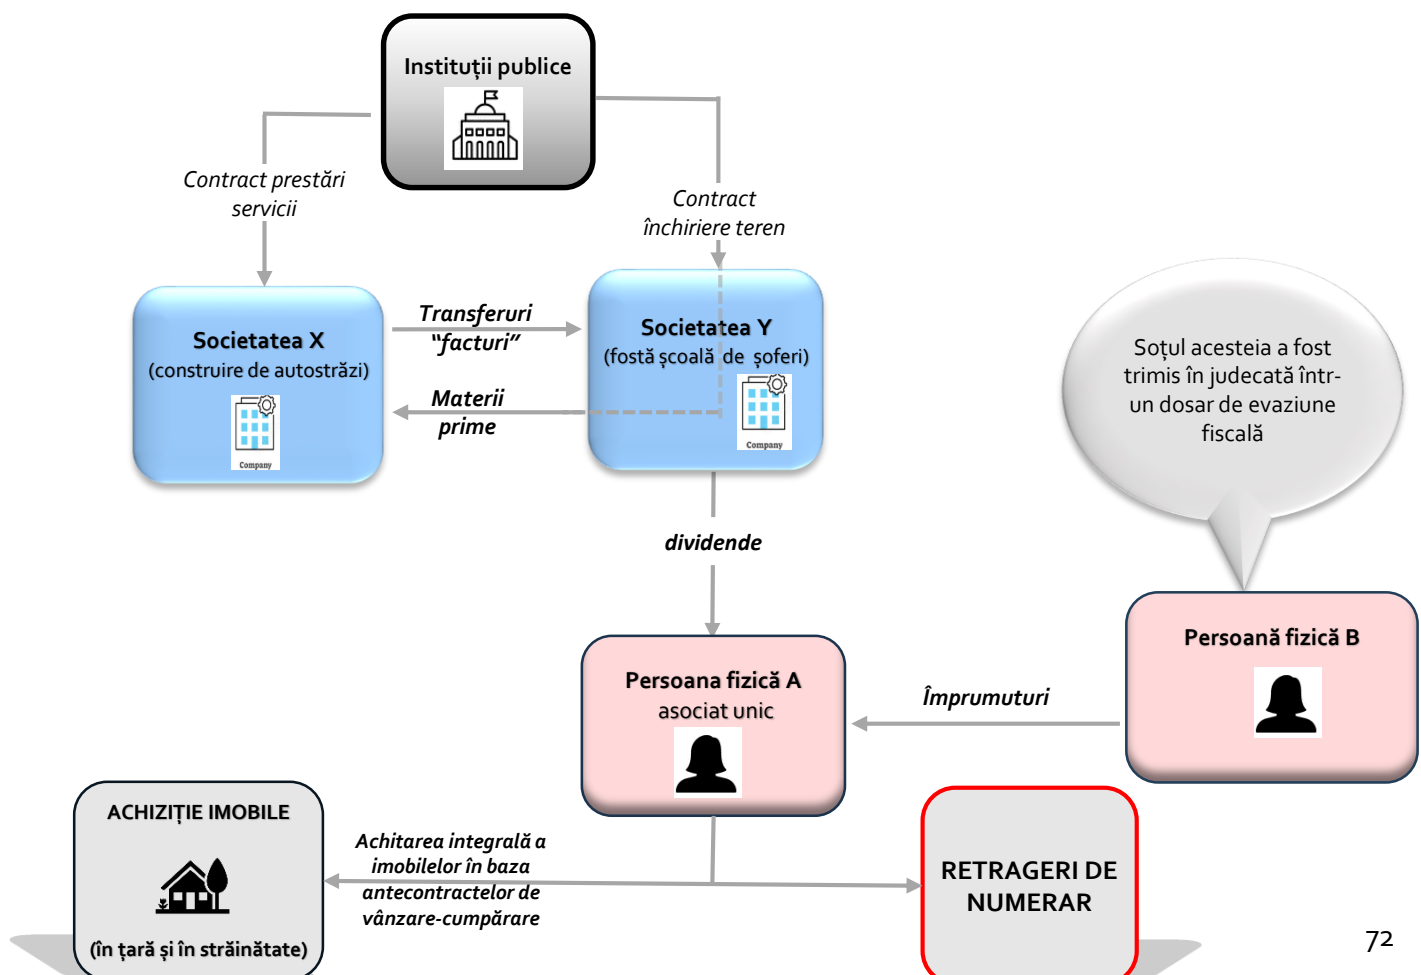 Instituții publice
Contract prestări
servicii
Contract
închiriere teren
Societatea X
(construire de autostrăzi)
Company
Transferuri
“facturi”
Materii
prime
Societatea Y
(fostă școală de șoferi)
Company
Soțul acesteia a fost
trimis în judecată într-
un dosar de evaziune
fiscală
dividende
Persoana fizică A
asociat unic
Împrumuturi
Persoană fizică B
ACHIZIȚIE IMOBILE
(în țară și în străinătate)
Achitarea integrală a
imobilelor în baza
antecontractelor de
vânzare-cumpărare
RETRAGERI DE
NUMERAR
72